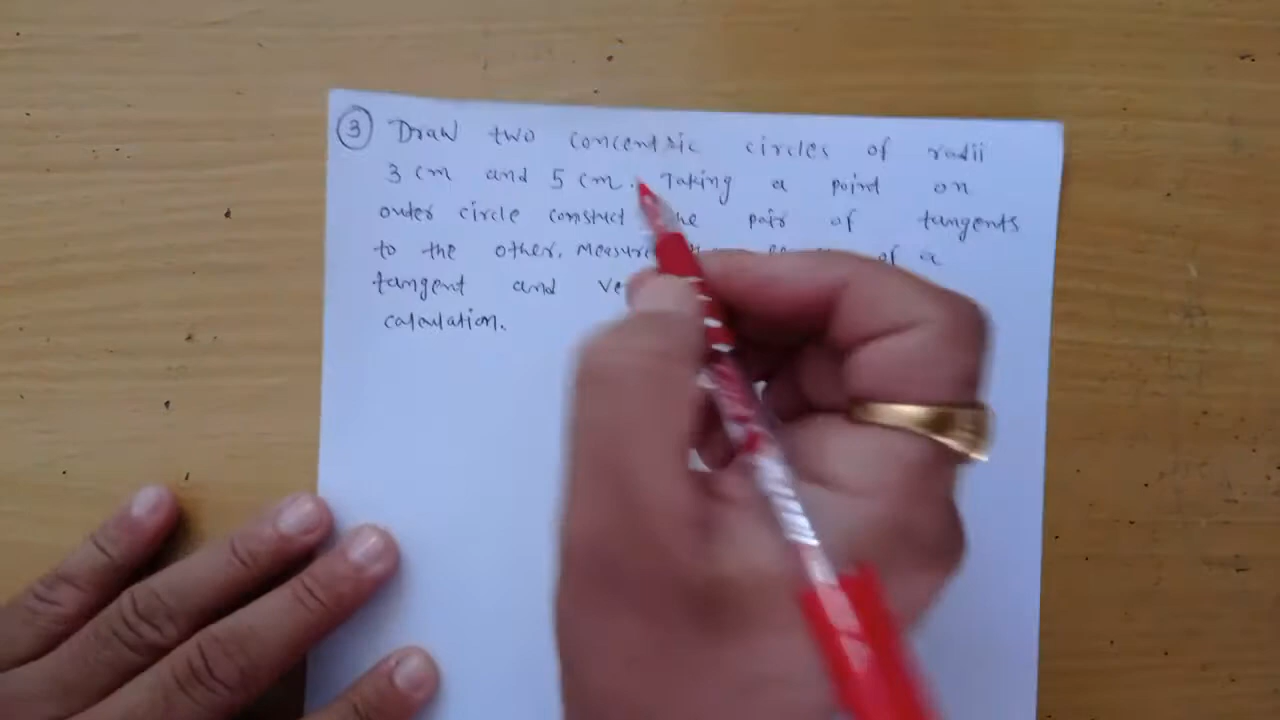 3 Draw two concentric circles of radii
3 cm and 5 cm. Taking a point on
outer circle construct the pair of tangents
to the other. Measure of a
tangent and
calculation.